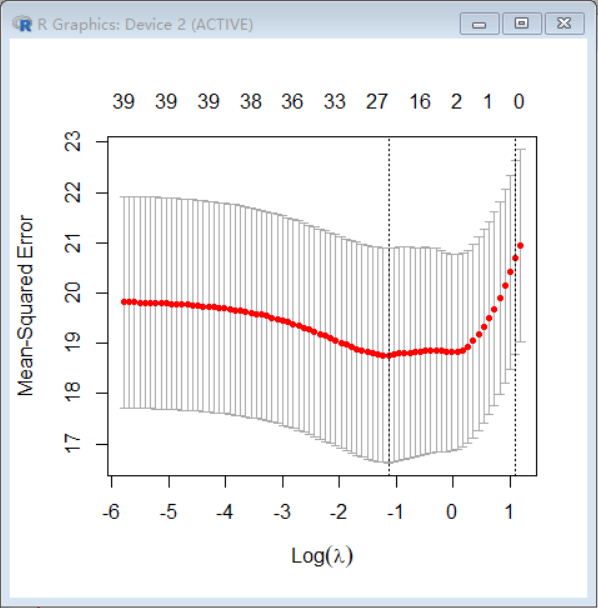 R Graphics: Device 2 (ACTIVE)
39 39 39 38 36 33 27 16 2 1 0
23
22
21
20
19
18
17
Mean-Squared Error
-6 -5 -4 -3 -2 -1 0 1
Log(λ)